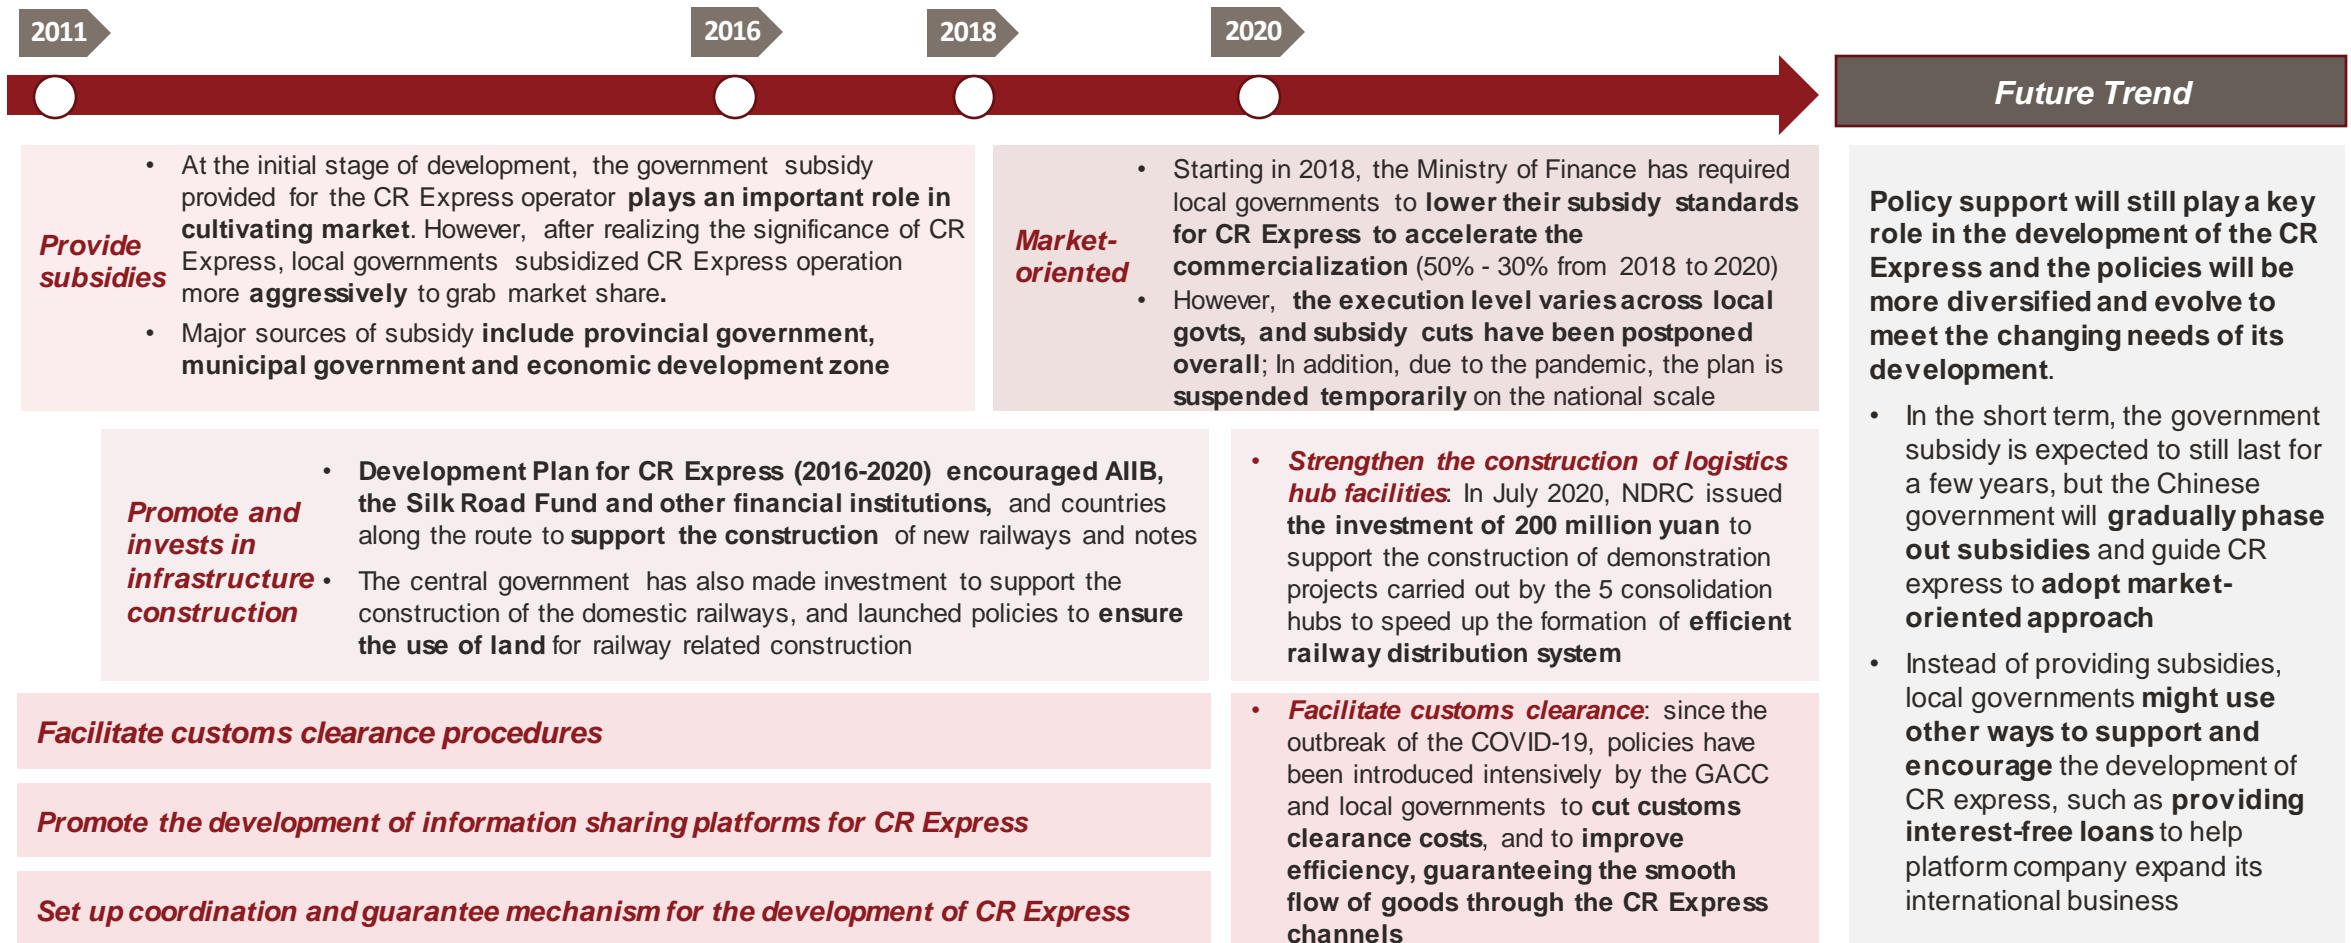 2011
2016
2018
2020
Future Trend
Provide
subsidies
• At the initial stage of development, the government subsidy
provided for the CR Express operator plays an important role in
cultivating market. However, after realizing the significance of CR
Express, local governments subsidized CR Express operation
more aggressively to grab market share.
• Major sources of subsidy include provincial government,
municipal government and economic development zone
Market-
oriented
• Starting in 2018, the Ministry of Finance has required
local governments to lower their subsidy standards
for CR Express to accelerate the
commercialization (50% - 30% from 2018 to 2020)
• However, the execution level varies across local
govts, and subsidy cuts have been postponed
overall; In addition, due to the pandemic, the plan is
suspended temporarily on the national scale
Promote and
invests in
infrastructure
construction
• Development Plan for CR Express (2016-2020) encouraged AIIB,
the Silk Road Fund and other financial institutions, and countries
along the route to support the construction of new railways and notes
• The central government has also made investment to support the
construction of the domestic railways, and launched policies to ensure
the use of land for railway related construction
• Strengthen the construction of logistics
hub facilities: In July 2020, NDRC issued
the investment of 200 million yuan to
support the construction of demonstration
projects carried out by the 5 consolidation
hubs to speed up the formation of efficient
railway distribution system
Facilitate customs clearance procedures
Promote the development of information sharing platforms for CR Express
Set up coordination and guarantee mechanism for the development of CR Express
• Facilitate customs clearance: since the
outbreak of the COVID-19, policies have
been introduced intensively by the GACC
and local governments to cut customs
clearance costs, and to improve
efficiency, guaranteeing the smooth
flow of goods through the CR Express
channels
Policy support will still play a key
role in the development of the CR
Express and the policies will be
more diversified and evolve to
meet the changing needs of its
development.
• In the short term, the government
subsidy is expected to still last for
a few years, but the Chinese
government will gradually phase
out subsidies and guide CR
express to adopt market-
oriented approach
• Instead of providing subsidies,
local governments might use
other ways to support and
encourage the development of
CR express, such as providing
interest-free loans to help
platform company expand its
international business